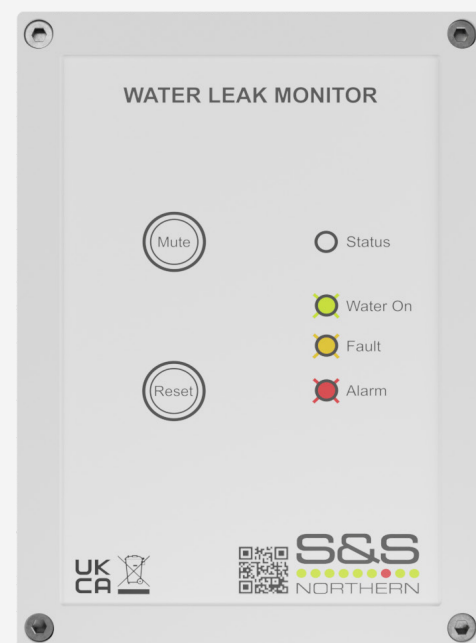 WATER LEAK MONITOR
Mute
Status
Water On
Fault
Reset
Alarm
UK
CA
S&S
NORTHERN